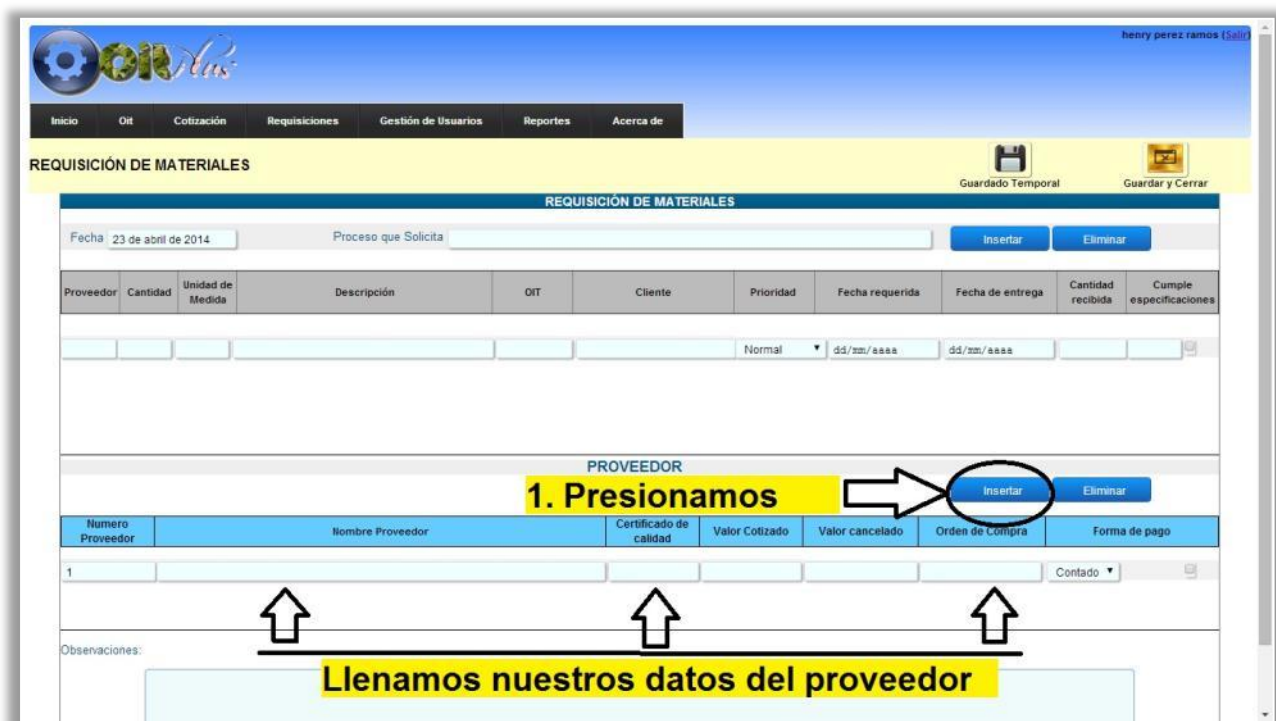 henry perez ramos (Salir)
OIT Plus
Inicio Oit Cotización Requisiciones Gestión de Usuarios Reportes Acerca de
REQUISICIÓN DE MATERIALES
Guardado Temporal Guardar y Cerrar
REQUISICIÓN DE MATERIALES
Fecha 23 de abril de 2014 Proceso que Solicita Insertar Eliminar
Proveedor Cantidad Unidad de Medida Descripción OIT Cliente Prioridad Fecha requerida Fecha de entrega Cantidad recibida Cumple especificaciones
Normal dd/mm/aaaa dd/mm/aaaa
PROVEEDOR
1. Presionamos Insertar Eliminar
Numero Proveedor Nombre Proveedor Certificado de calidad Valor Cotizado Valor cancelado Orden de Compra Forma de pago
1 Contado
Observaciones:
Llenamos nuestros datos del proveedor